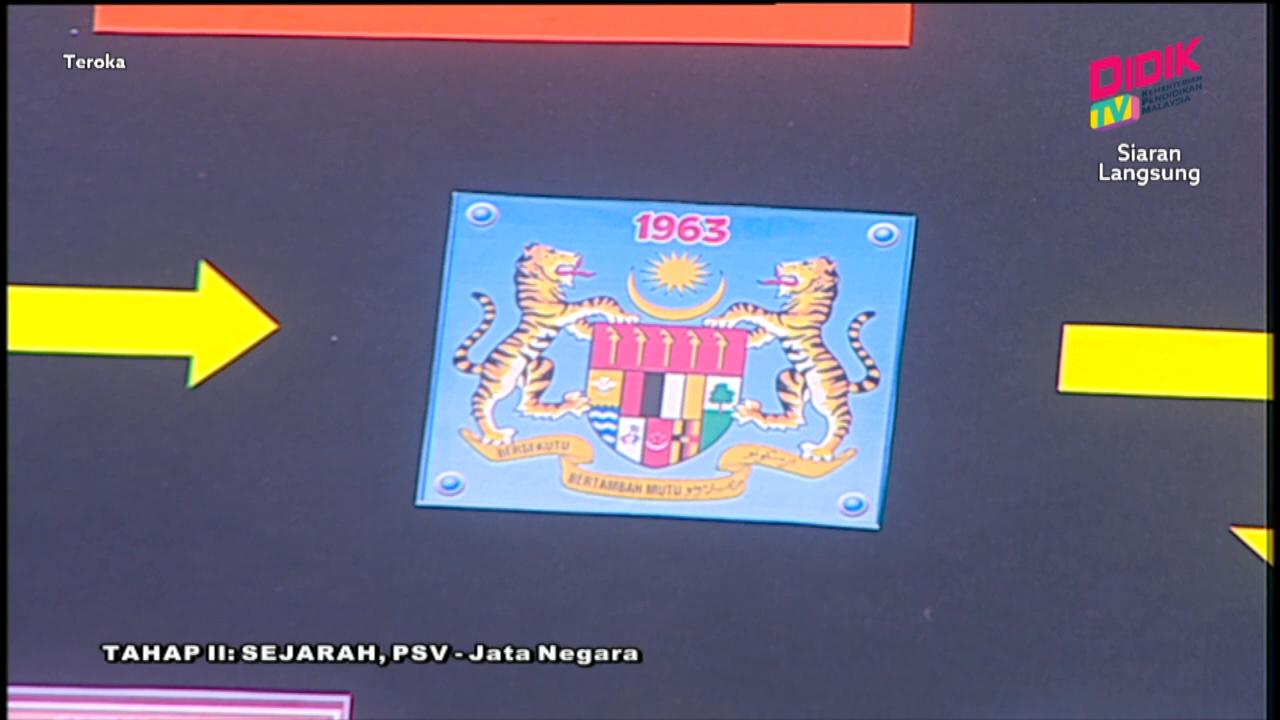 Teroka
DIDIK
TV
KEMENTERIAN
PENDIDIKAN
MALAYSIA
Siaran
Langsung
1963
BERSEKUTU
BERTAMBAH MUTU
TAHAP II: SEJARAH, PSV - Jata Negara